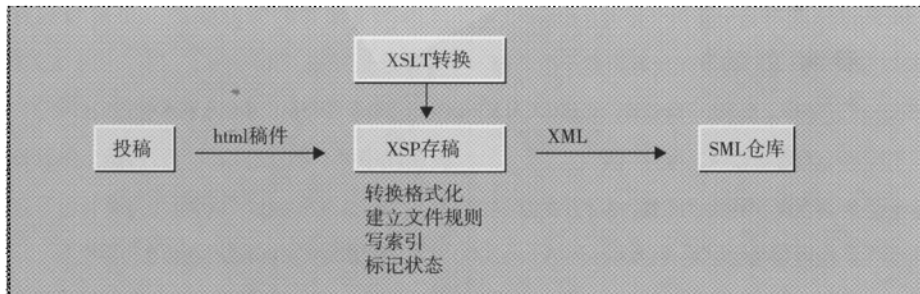 XSLT转换
投稿
html稿件
XSP存稿
XML
SML仓库
转换格式化
建立文件规则
写索引
标记状态